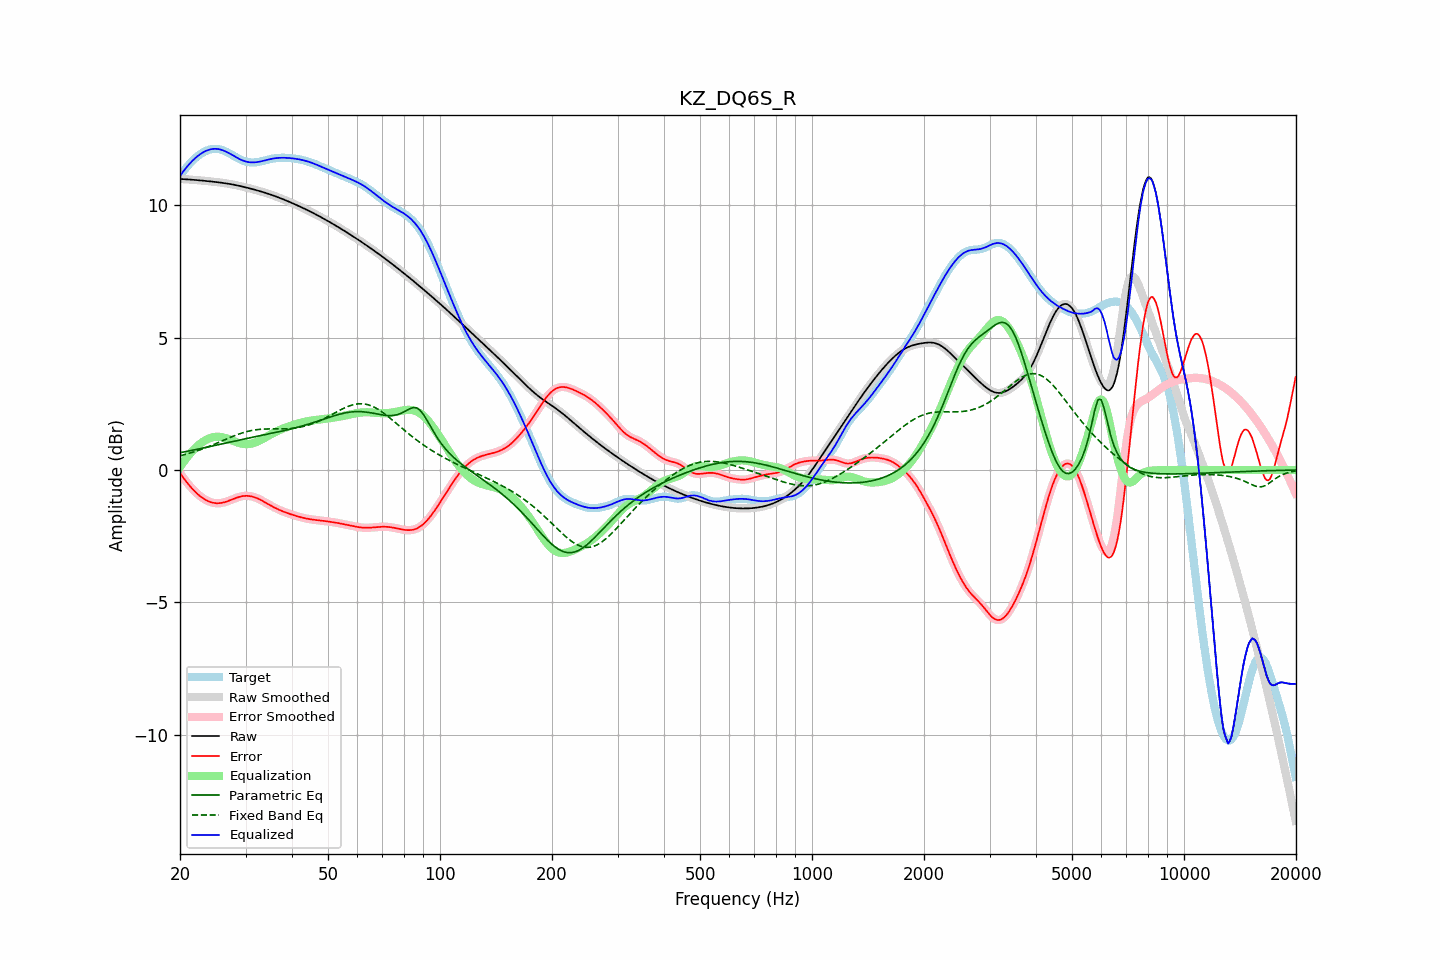 KZ_DQ6S_R
Amplitude (dBr)
10
5
0
−5
−10
Target
Raw Smoothed
Error Smoothed
Raw
Error
Equalization
Parametric Eq
Fixed Band Eq
Equalized
20 50 100 200 500 1000 2000 5000 10000 20000
Frequency (Hz)